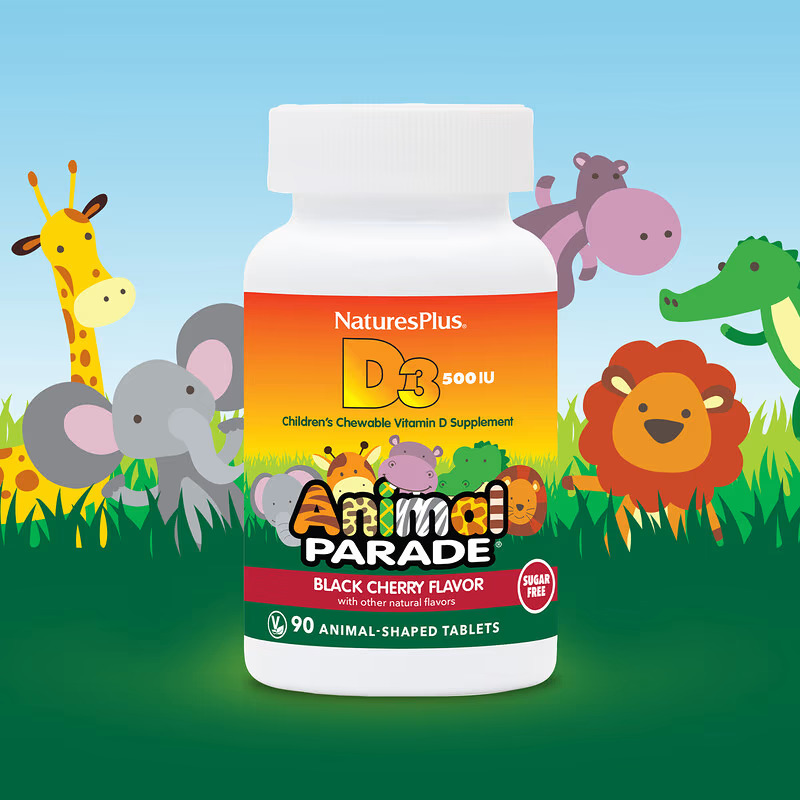 NaturesPlus®
D3 500 IU
Children's Chewable Vitamin D Supplement
Animal
PARADE®
BLACK CHERRY FLAVOR
with other natural flavors
SUGAR
FREE
V 90 ANIMAL-SHAPED TABLETS